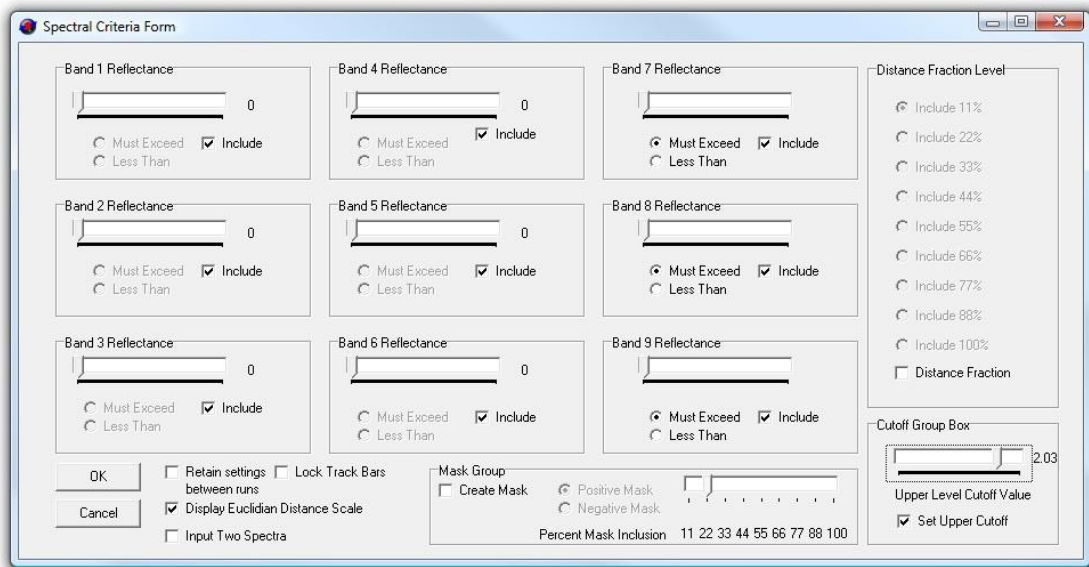 Spectral Criteria Form
Band 1 Reflectance
0
Must Exceed
Include
Less Than
Band 4 Reflectance
0
Must Exceed
Include
Less Than
Band 7 Reflectance
Must Exceed
Include
Less Than
Band 2 Reflectance
0
Must Exceed
Include
Less Than
Band 5 Reflectance
0
Must Exceed
Include
Less Than
Band 8 Reflectance
Must Exceed
Include
Less Than
Band 3 Reflectance
0
Must Exceed
Include
Less Than
Band 6 Reflectance
0
Must Exceed
Include
Less Than
Band 9 Reflectance
Must Exceed
Include
Less Than
Distance Fraction Level
Include 11%
Include 22%
Include 33%
Include 44%
Include 55%
Include 66%
Include 77%
Include 88%
Include 100%
Distance Fraction
Cutoff Group Box
2.03
Upper Level Cutoff Value
Set Upper Cutoff
OK
Cancel
Retain settings
between runs
Lock Track Bars
Display Euclidian Distance Scale
Input Two Spectra
Mask Group
Create Mask
Positive Mask
Negative Mask
Percent Mask Inclusion
11 22 33 44 55 66 77 88 100